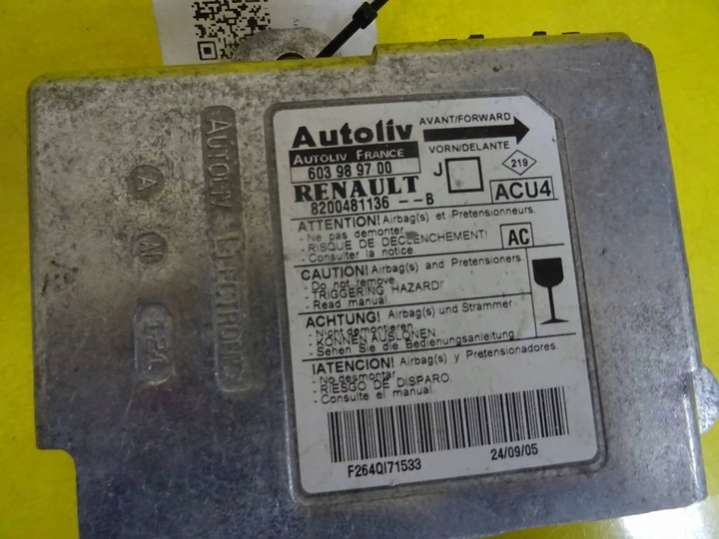 Autoliv
AVANT/FORWARD
AUTOLIV FRANCE
VORN/DELANTE
603 98 97 00
J
219
RENAULT
ACU4
8200481136 --B
ATTENTION! Airbag(s) et Pretensionneurs.
- Ne pas demonter.
- RISQUE DE DECLENCHEMENT!
- Consulter la notice.
AC
CAUTION! Airbag(s) and Pretensioners
- Do not remove.
- TRIGGERING HAZARD!
- Read manual.
ACHTUNG! Airbag(s) und Strammer
- Nicht demontieren.
- KONNEN AUSLONEN.
- Sehen Sie die Bedienungsanleitung.
!ATENCION! Airbag(s) y Pretensionadores.
- No desmontar.
- RIESGO DE DISPARO.
- Consulte el manual.
F264QI71533
24/09/05
AUTOLIV ELECTRONIC
A